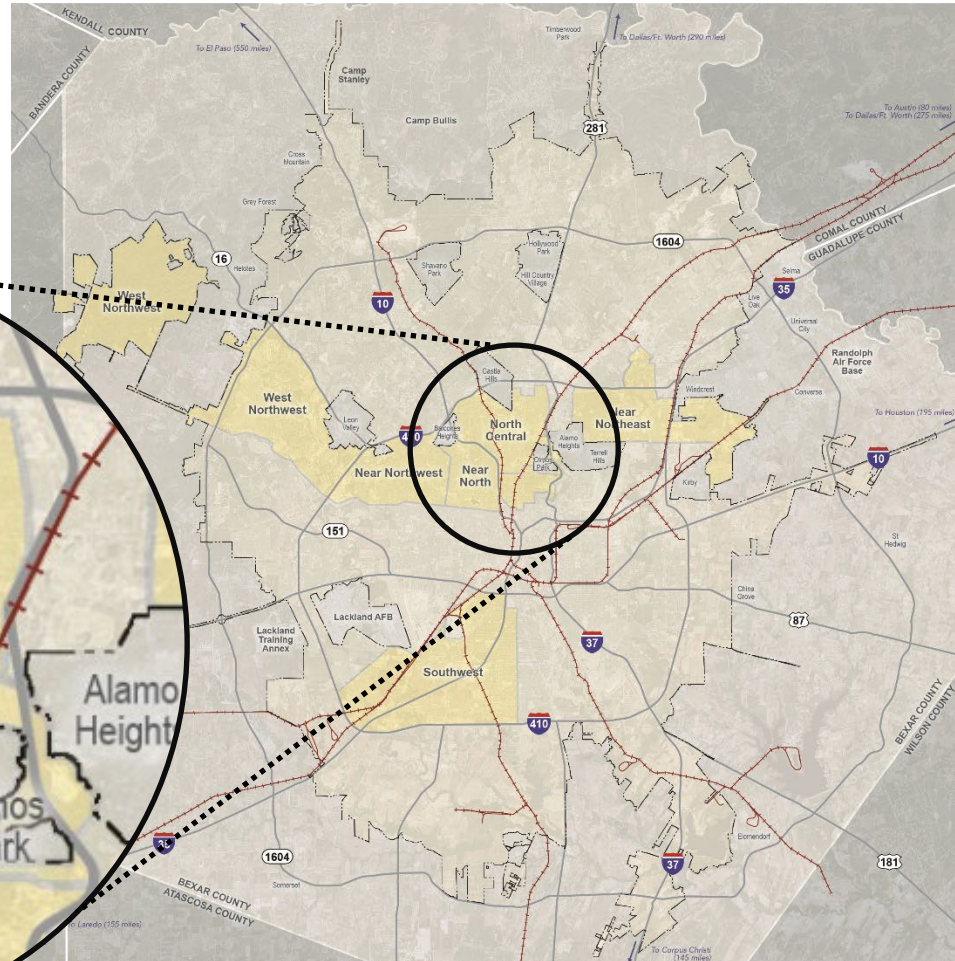 KENDALL COUNTY
BANDERA COUNTY
To El Paso (550 miles)
Timberwood
Park
To Dallas/Ft. Worth (290 miles)
Camp
Stanley
Camp Bullis
281
To Austin (80 miles)
To Dallas/Ft. Worth (275 miles)
Cross
Mountain
Grey Forest
COMAL COUNTY
GUADALUPE COUNTY
16
Helotes
Shavano
Park
Hollywood
Park
Hill Country
Village
1604
Selma
35
Live
Oak
Universal
City
West
Northwest
10
Randolph
Air Force
Base
Castle
Hills
Windcrest
Converse
West
Northwest
Leon
Valley
Balcones
Heights
North
Central
Near
Northeast
To Houston (195 miles)
Alamo
Heights
Terrell
Hills
10
Near Northwest
Near
North
Kirby
151
St
Hedwig
China
Grove
87
Lackland AFB
Lackland
Training
Annex
37
Southwest
410
Alamo
Height
nos
rk
BEXAR COUNTY
WILSON COUNTY
Elmendorf
1604
37
181
Somerset
BEXAR COUNTY
ATASCOSA COUNTY
To Laredo (155 miles)
To Corpus Christi
(145 miles)